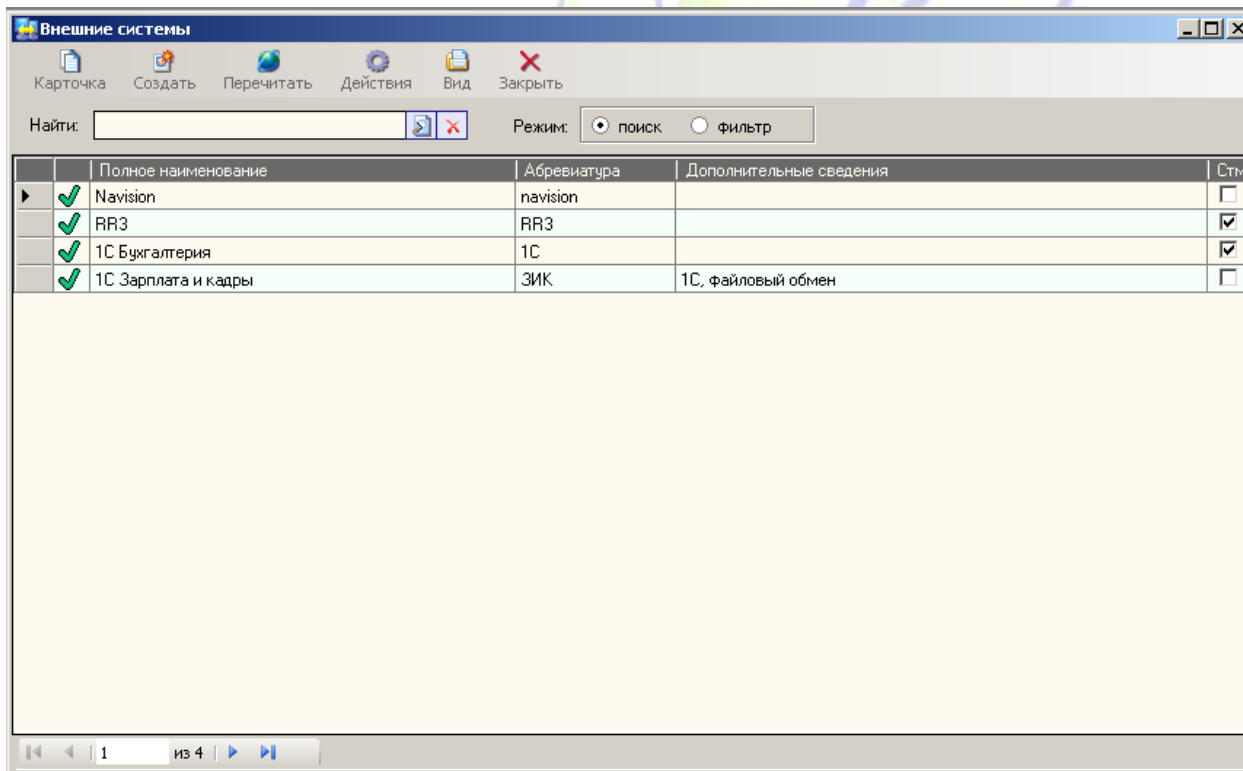 Внешние системы
Карточка Создать Перечитать Действия Вид Закрыть
Найти: Режим: поиск фильтр
Полное наименование Абревиатура Дополнительные сведения Стм
Navision navision
RR3 RR3
1С Бухгалтерия 1С
1С Зарплата и кадры ЗИК 1С, файловый обмен
1 из 4